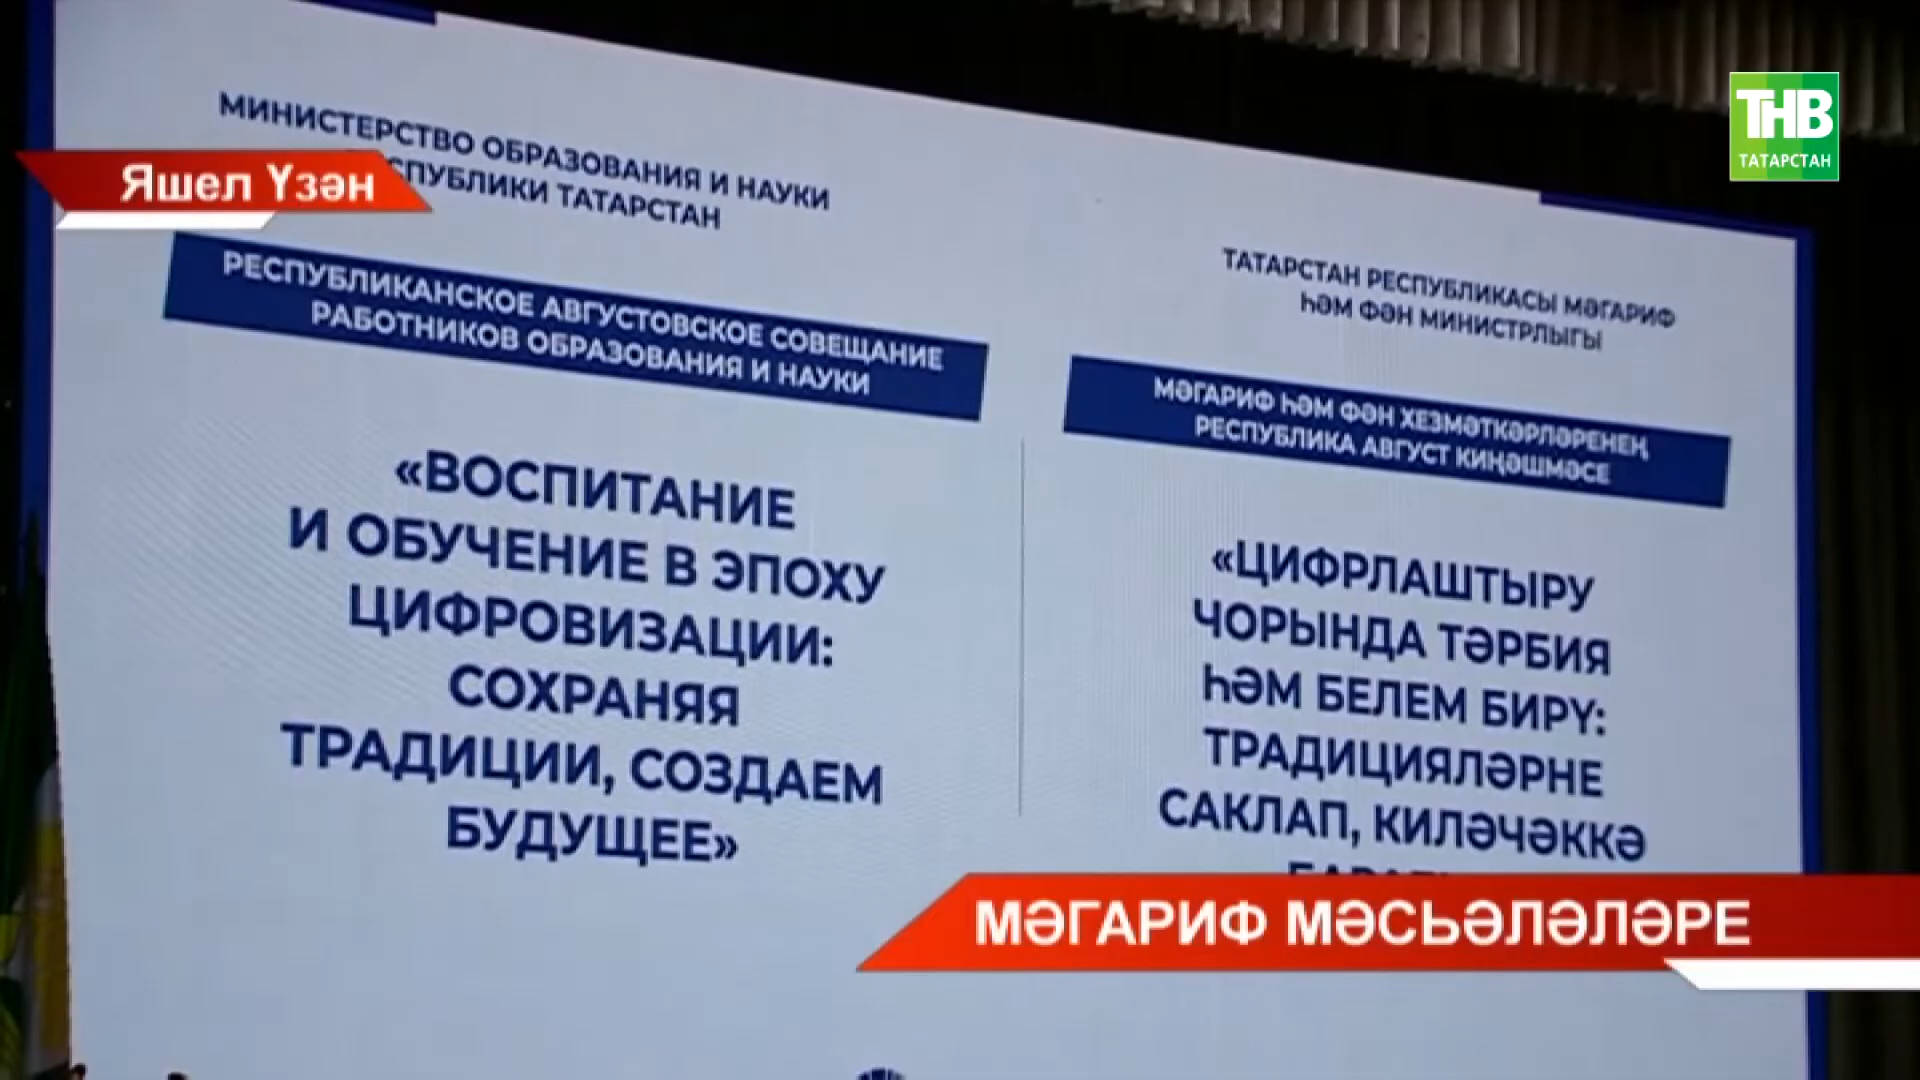 МИНИСТЕРСТВО ОБРАЗОВАНИЯ И НАУКИ
ТАТАРСТАН
РЕСПУБЛИКАНСКОЕ АВГУСТОВСКОЕ СОВЕЩАНИЕ
РАБОТНИКОВ ОБРАЗОВАНИЯ И НАУКИ
«ВОСПИТАНИЕ
И ОБУЧЕНИЕ В ЭПОХУ
ЦИФРОВИЗАЦИИ:
СОХРАНЯЯ
ТРАДИЦИИ, СОЗДАЕМ
БУДУЩЕЕ»
ТАТАРСТАН РЕСПУБЛИКАСЫ МӘГАРИФ
ҺӘМ ФӘН МИНИСТРЛЫГЫ
МӘГАРИФ ҺӘМ ФӘН ХЕЗМӘТКӘРЛӘРЕНЕҢ
РЕСПУБЛИКА АВГУСТ КИҢӘШМӘСЕ
«ЦИФРЛАШТЫРУ
ЧОРЫНДА ТӘРБИЯ
ҺӘМ БЕЛЕМ БИРҮ:
ТРАДИЦИЯЛӘРНЕ
САКЛАП, КИЛӘЧӘККӘ
Яшел Үзән
ТНВ
ТАТАРСТАН
МӘГАРИФ МӘСЬӘЛӘЛӘРЕ